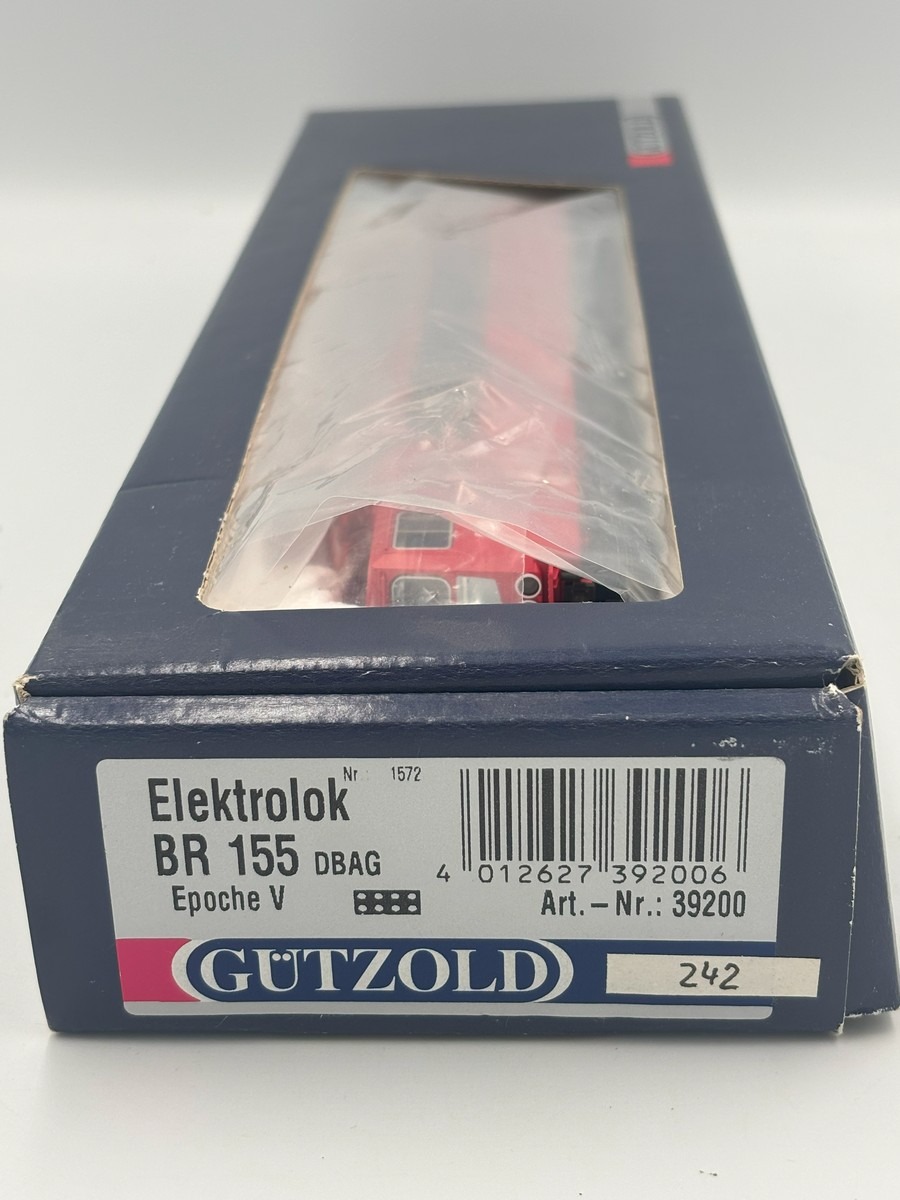 Elektrolok
Nr. 1572
BR 155 DBAG
Epoche V
4 012627 392006
Art.–Nr.: 39200
GÜTZOLD
242